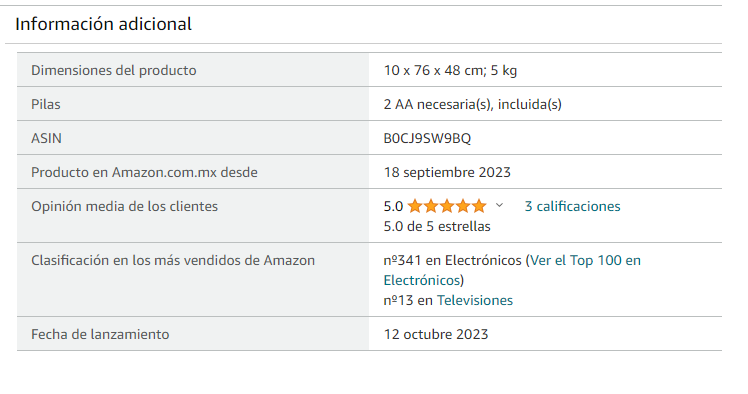 Información adicional
Dimensiones del producto 10 x 76 x 48 cm; 5 kg
Pilas 2 AA necesaria(s), incluida(s)
ASIN B0CJ9SW9BQ
Producto en Amazon.com.mx desde 18 septiembre 2023
Opinión media de los clientes 5.0 3 calificaciones
5.0 de 5 estrellas
Clasificación en los más vendidos de Amazon nº341 en Electrónicos (Ver el Top 100 en
Electrónicos)
nº13 en Televisiones
Fecha de lanzamiento 12 octubre 2023